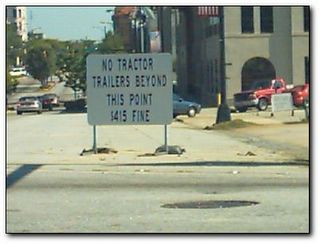 NO TRACTOR
TRAILERS BEYOND
THIS POINT
$415 FINE